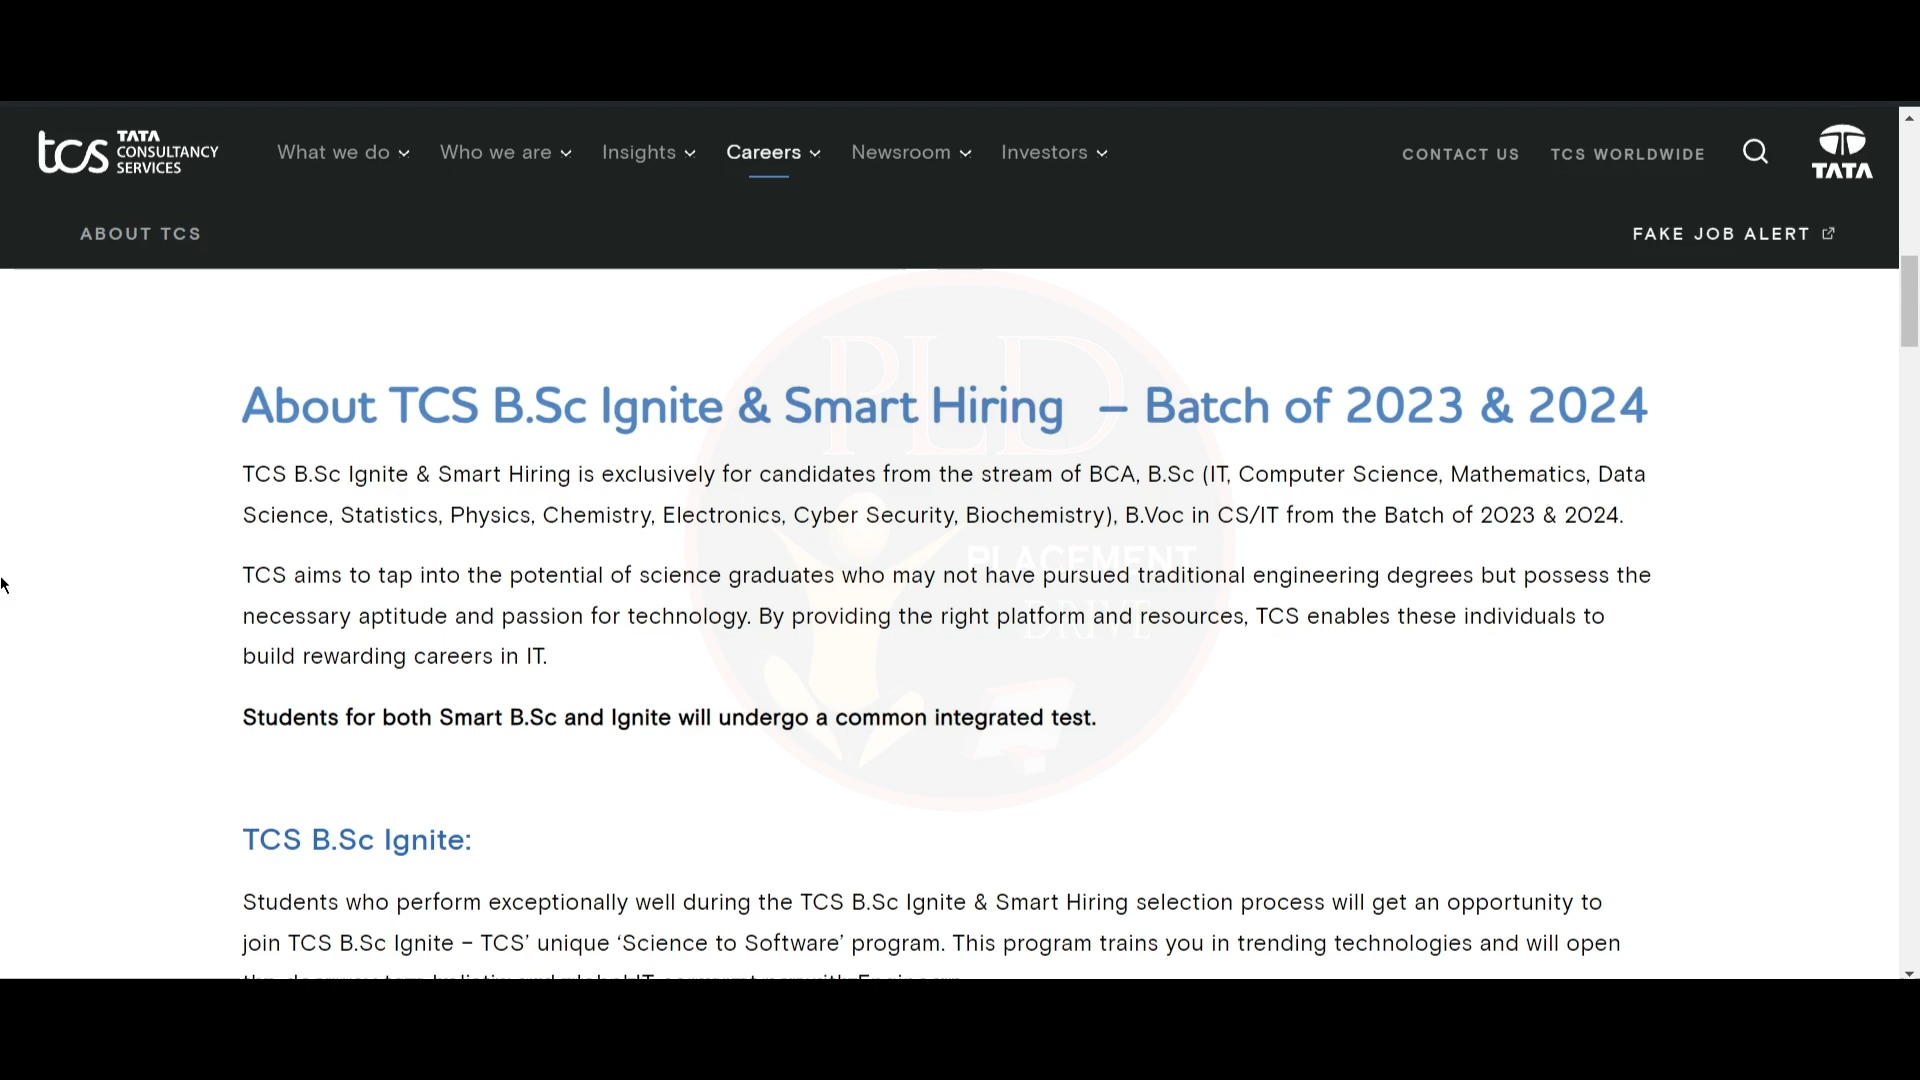 tcs TATA CONSULTANCY SERVICES
What we do Who we are Insights Careers Newsroom Investors
CONTACT US TCS WORLDWIDE
TATA
ABOUT TCS
FAKE JOB ALERT
PLD
PLACEMENT
DRIVE
About TCS B.Sc Ignite & Smart Hiring – Batch of 2023 & 2024
TCS B.Sc Ignite & Smart Hiring is exclusively for candidates from the stream of BCA, B.Sc (IT, Computer Science, Mathematics, Data
Science, Statistics, Physics, Chemistry, Electronics, Cyber Security, Biochemistry), B.Voc in CS/IT from the Batch of 2023 & 2024.
TCS aims to tap into the potential of science graduates who may not have pursued traditional engineering degrees but possess the
necessary aptitude and passion for technology. By providing the right platform and resources, TCS enables these individuals to
build rewarding careers in IT.
Students for both Smart B.Sc and Ignite will undergo a common integrated test.
TCS B.Sc Ignite:
Students who perform exceptionally well during the TCS B.Sc Ignite & Smart Hiring selection process will get an opportunity to
join TCS B.Sc Ignite – TCS’ unique ‘Science to Software’ program. This program trains you in trending technologies and will open